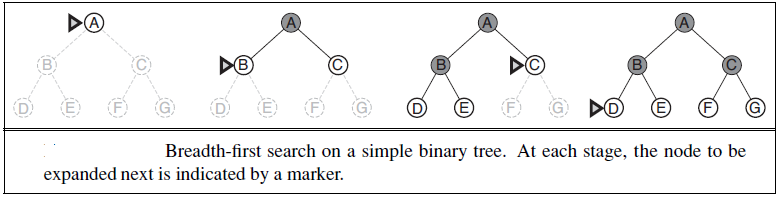 A A A A
B C B C B C B C
D E F G D E F G D E F G D E F G
Breadth-first search on a simple binary tree. At each stage, the node to be
expanded next is indicated by a marker.